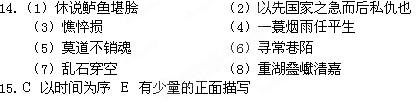 14. (1) 休说鲈鱼堪脍 (2) 以先国家之急而后私仇也
(3) 憔悴损 (4) 一蓑烟雨任平生
(5) 莫道不销魂 (6) 寻常巷陌
(7) 乱石穿空 (8) 重湖叠巘清嘉
15. C 以时间为序 E 有少量的正面描写